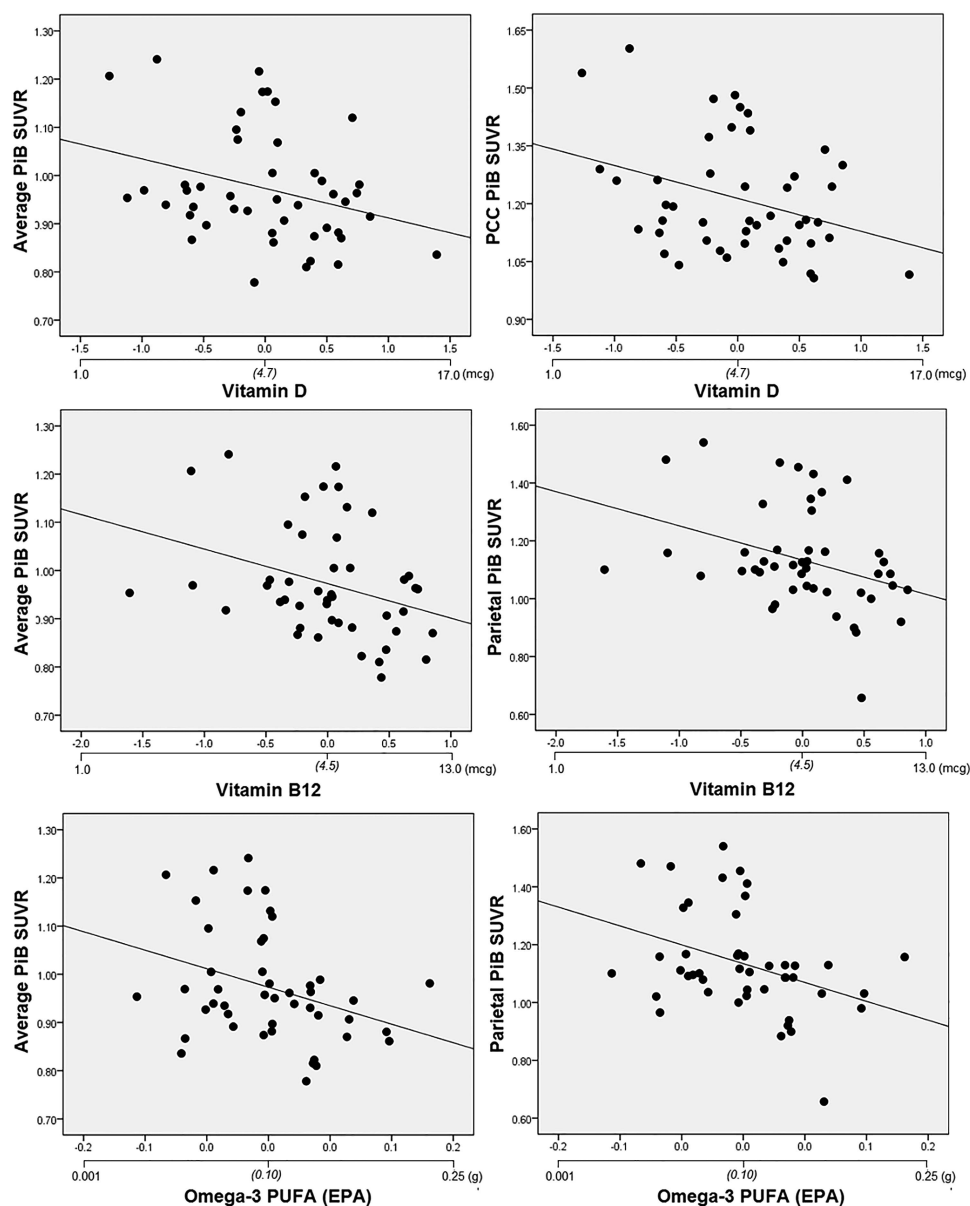 1.30
1.20
1.10
1.00
0.90
0.80
0.70
Average PiB SUVR
-1.5 -1.0 -0.5 0.0 0.5 1.0 1.5
1.0 (4.7) 17.0 (mcg)
Vitamin D
1.65
1.50
1.35
1.20
1.05
0.90
PCC PiB SUVR
-1.5 -1.0 -0.5 0.0 0.5 1.0 1.5
1.0 (4.7) 17.0 (mcg)
Vitamin D
1.30
1.20
1.10
1.00
0.90
0.80
0.70
Average PiB SUVR
-2.0 -1.5 -1.0 -0.5 0.0 0.5 1.0
1.0 (4.5) 13.0 (mcg)
Vitamin B12
1.60
1.40
1.20
1.00
0.80
0.60
Parietal PiB SUVR
-2.0 -1.5 -1.0 -0.5 0.0 0.5 1.0
1.0 (4.5) 13.0 (mcg)
Vitamin B12
1.30
1.20
1.10
1.00
0.90
0.80
0.70
Average PiB SUVR
-0.2 -0.1 0.0 0.0 0.1 0.1 0.2
0.001 (0.10) 0.25 (g)
Omega-3 PUFA (EPA)
1.60
1.40
1.20
1.00
0.80
0.60
Parietal PiB SUVR
-0.2 -0.1 0.0 0.0 0.1 0.1 0.2
0.001 (0.10) 0.25 (g)
Omega-3 PUFA (EPA)